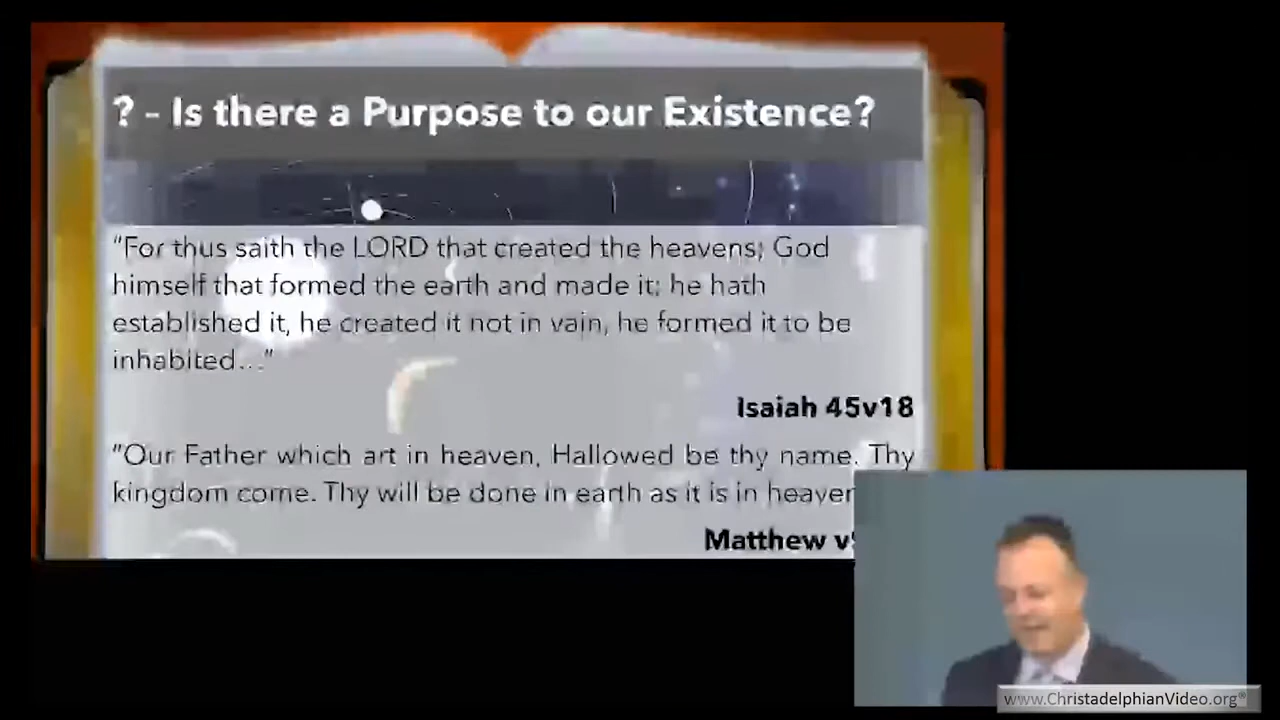 ? - Is there a Purpose to our Existence?
"For thus saith the LORD that created the heavens; God
himself that formed the earth and made it; he hath
established it, he created it not in vain, he formed it to be
inhabited..."
Isaiah 45v18
"Our Father which art in heaven, Hallowed be thy name. Thy
kingdom come. Thy will be done in earth as it is in heaven
Matthew
www.ChristadelphianVideo.org®